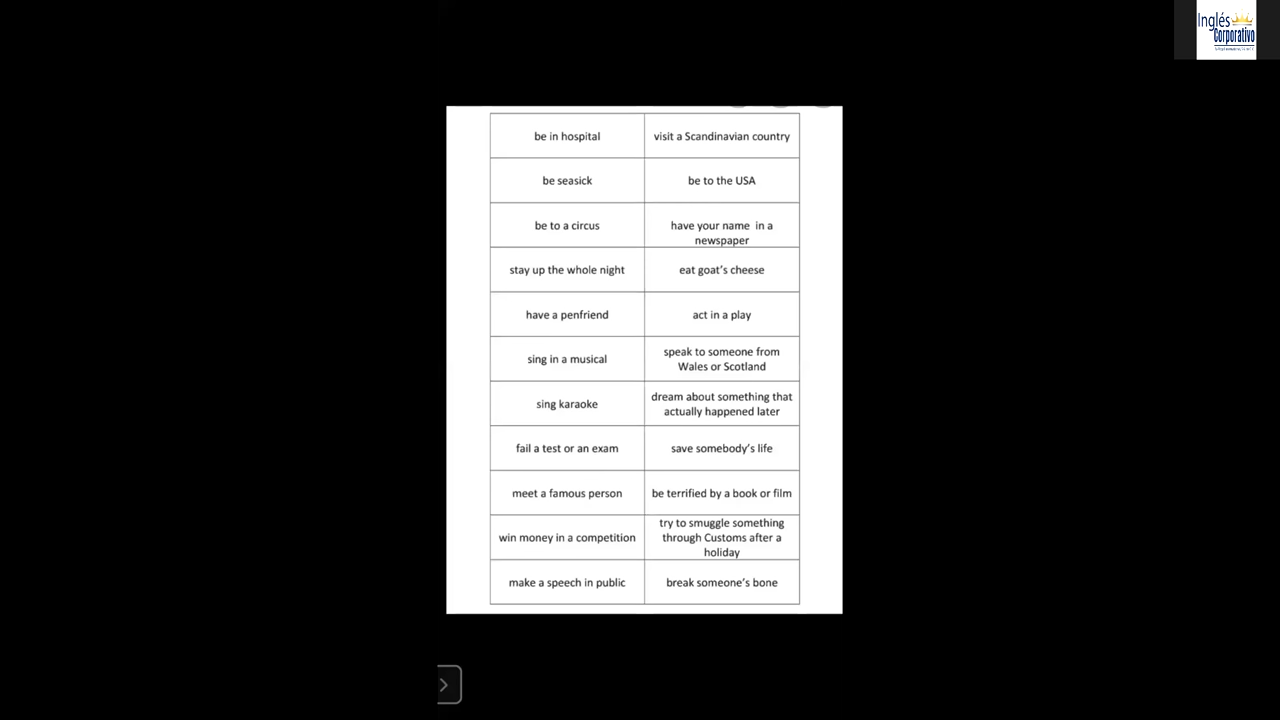 Inglés
Corporativo
be in hospital
visit a Scandinavian country
be seasick
be to the USA
be to a circus
have your name in a
newspaper
stay up the whole night
eat goat's cheese
have a penfriend
act in a play
sing in a musical
speak to someone from
Wales or Scotland
sing karaoke
dream about something that
actually happened later
fail a test or an exam
save somebody's life
meet a famous person
be terrified by a book or film
win money in a competition
try to smuggle something
through Customs after a
holiday
make a speech in public
break someone's bone